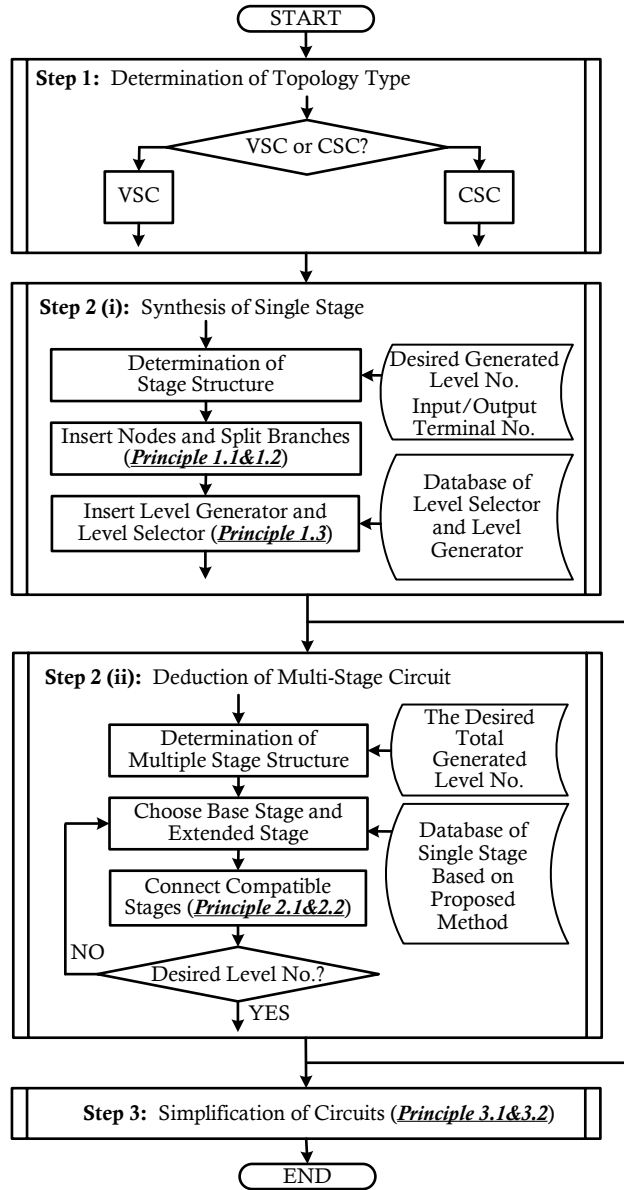 START
Step 1: Determination of Topology Type
VSC or CSC?
VSC
CSC
Step 2 (i): Synthesis of Single Stage
Determination of
Stage Structure
Desired Generated
Level No.
Input/Output
Terminal No.
Insert Nodes and Split Branches
(Principle 1.1&1.2)
Insert Level Generator and
Level Selector (Principle 1.3)
Database of
Level Selector
and Level
Generator
Step 2 (ii): Deduction of Multi-Stage Circuit
Determination of
Multiple Stage Structure
The Desired
Total
Generated
Level No.
Choose Base Stage and
Extended Stage
Database of
Single Stage
Based on
Proposed
Method
Connect Compatible
Stages (Principle 2.1&2.2)
NO
Desired Level No.?
YES
Step 3: Simplification of Circuits (Principle 3.1&3.2)
END